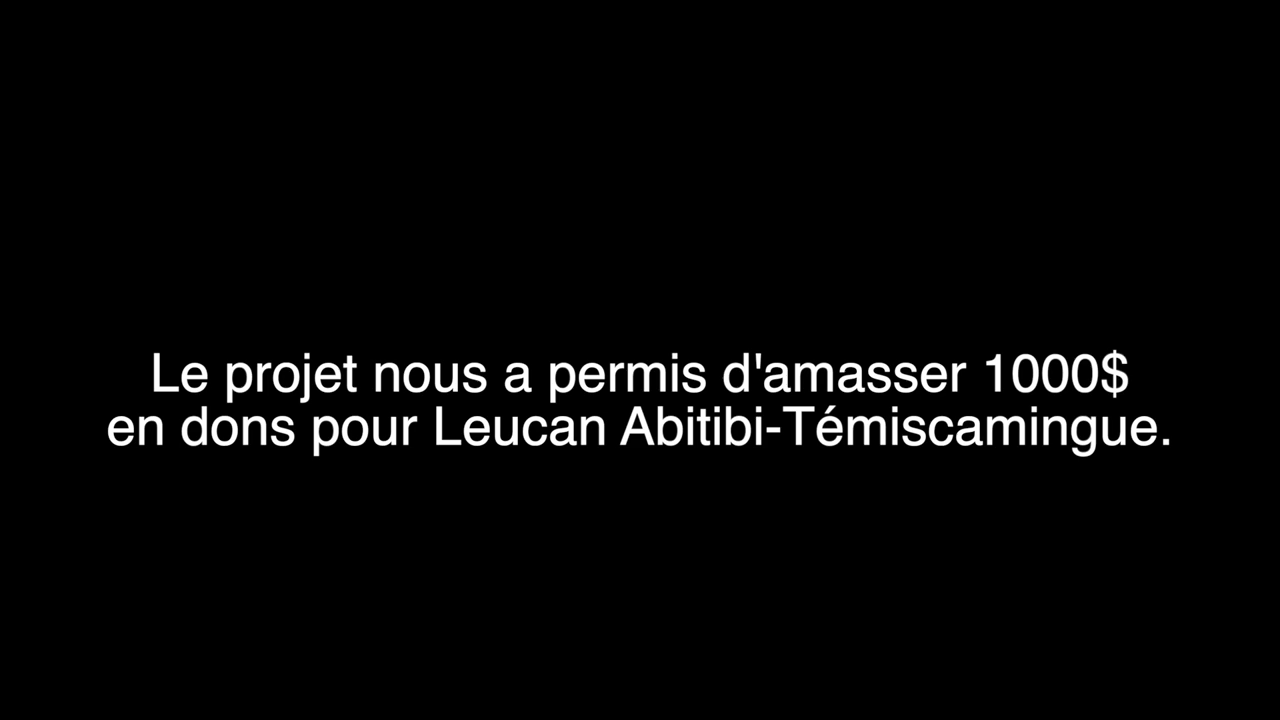 Le projet nous a permis d'amasser 1000$
en dons pour Leucan Abitibi-Témiscamingue.